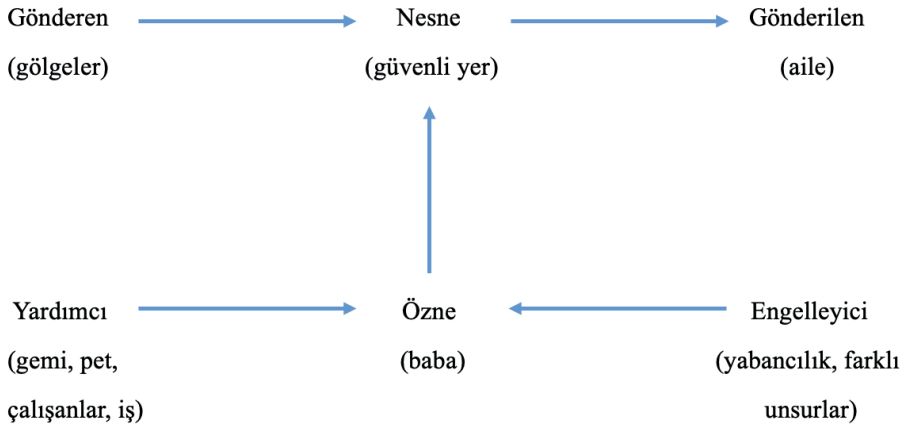 Gönderen
(gölgeler)
Nesne
(güvenli yer)
Gönderilen
(aile)
Yardımcı
(gemi, pet,
çalışanlar, iş)
Özne
(baba)
Engelleyici
(yabancılık, farklı
unsurlar)